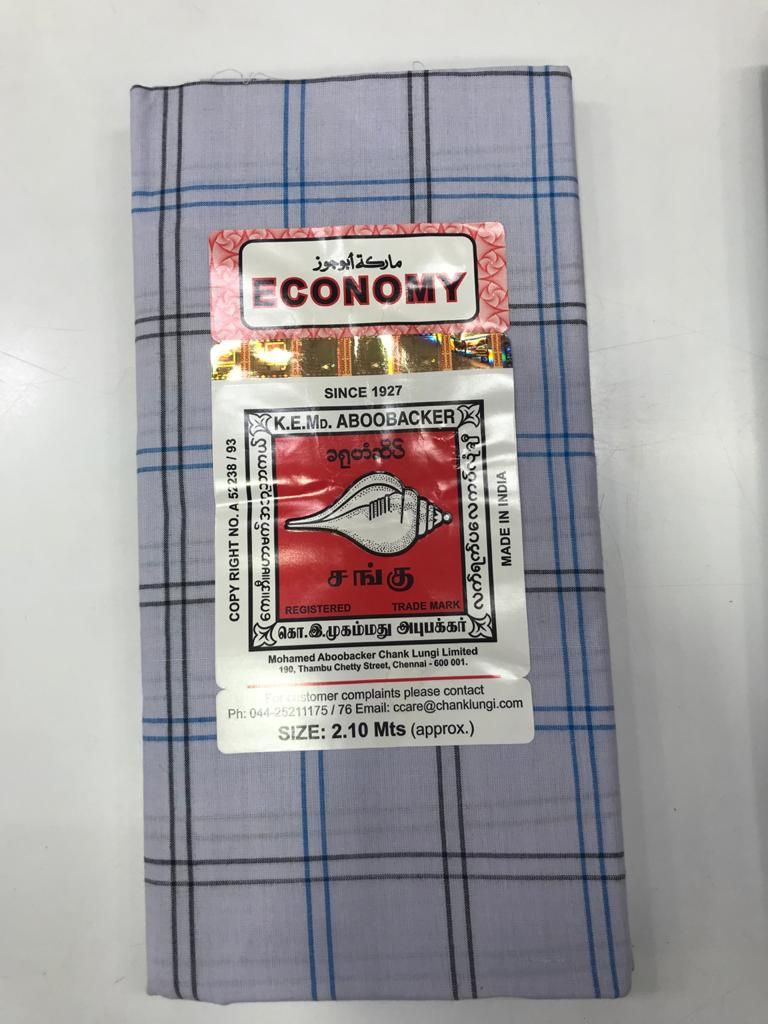 ماركة أبو جوز
ECONOMY
SINCE 1927
K.E.MD. ABOOBACKER
COPY RIGHT NO. A 52238 / 93
MADE IN INDIA
சங்கு
REGISTERED TRADE MARK
கொ.இ.முகம்மது அபுபக்கர்
Mohamed Aboobacker Chank Lungi Limited
190, Thambu Chetty Street, Chennai - 600 001.
For customer complaints please contact
Ph: 044-25211175 / 76 Email: ccare@chanklungi.com
SIZE: 2.10 Mts (approx.)